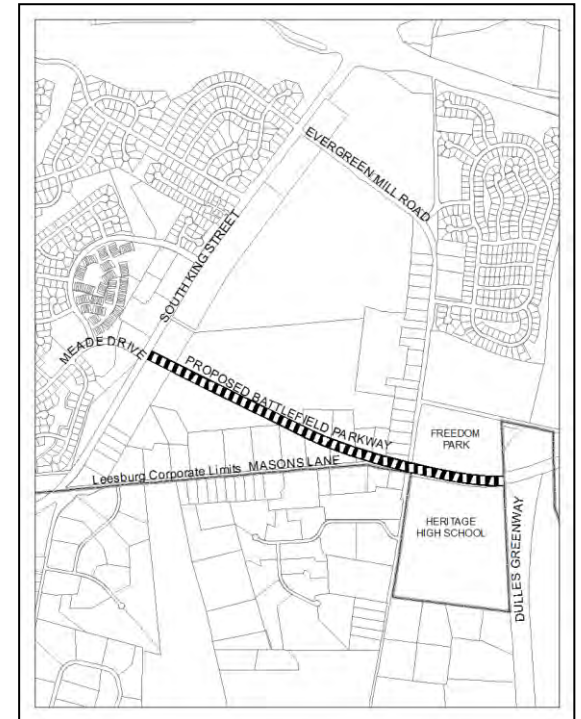 EVERGREEN MILL ROAD
SOUTH KING STREET
MEADE DRIVE
PROPOSED BATTLEFIELD PARKWAY
FREEDOM
PARK
Leesburg Corporate Limits MASONS LANE
HERITAGE
HIGH SCHOOL
DULLES GREENWAY